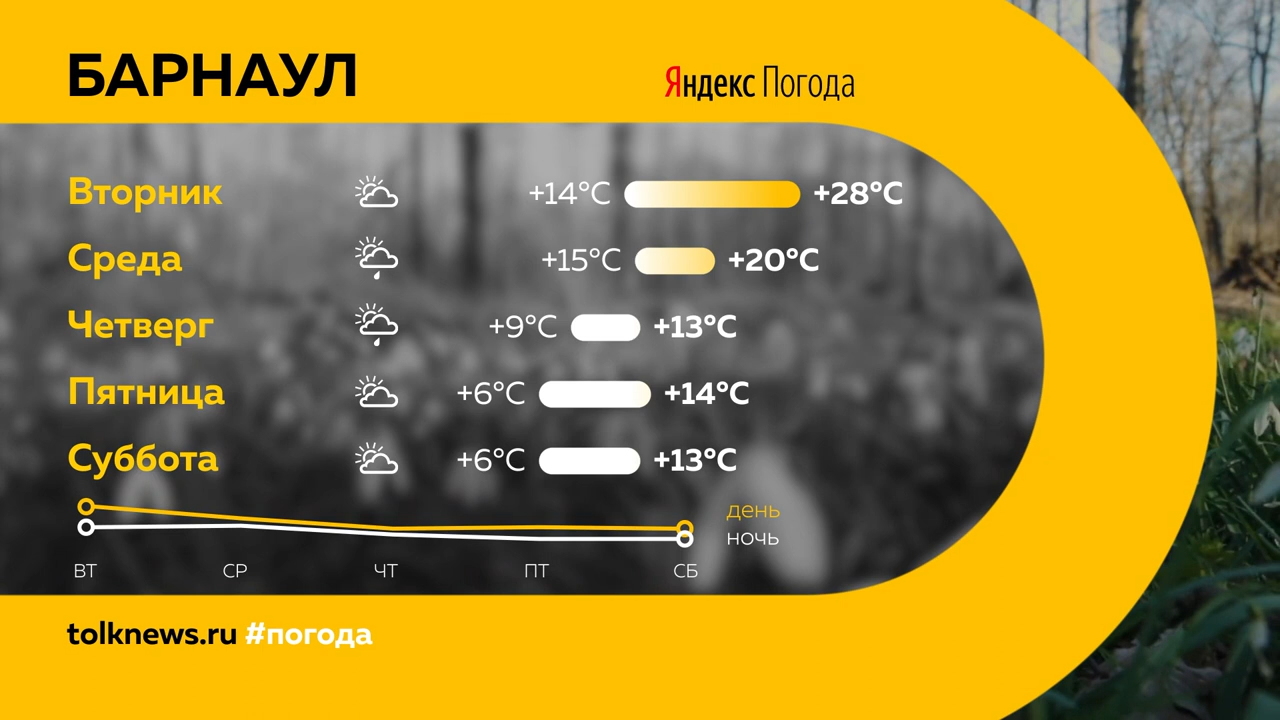 БАРНАУЛ
Яндекс Погода
Вторник +14°C +28°C
Среда +15°C +20°C
Четверг +9°C +13°C
Пятница +6°C +14°C
Суббота +6°C +13°C
день
ночь
ВТ СР ЧТ ПТ СБ
tolknews.ru #погода